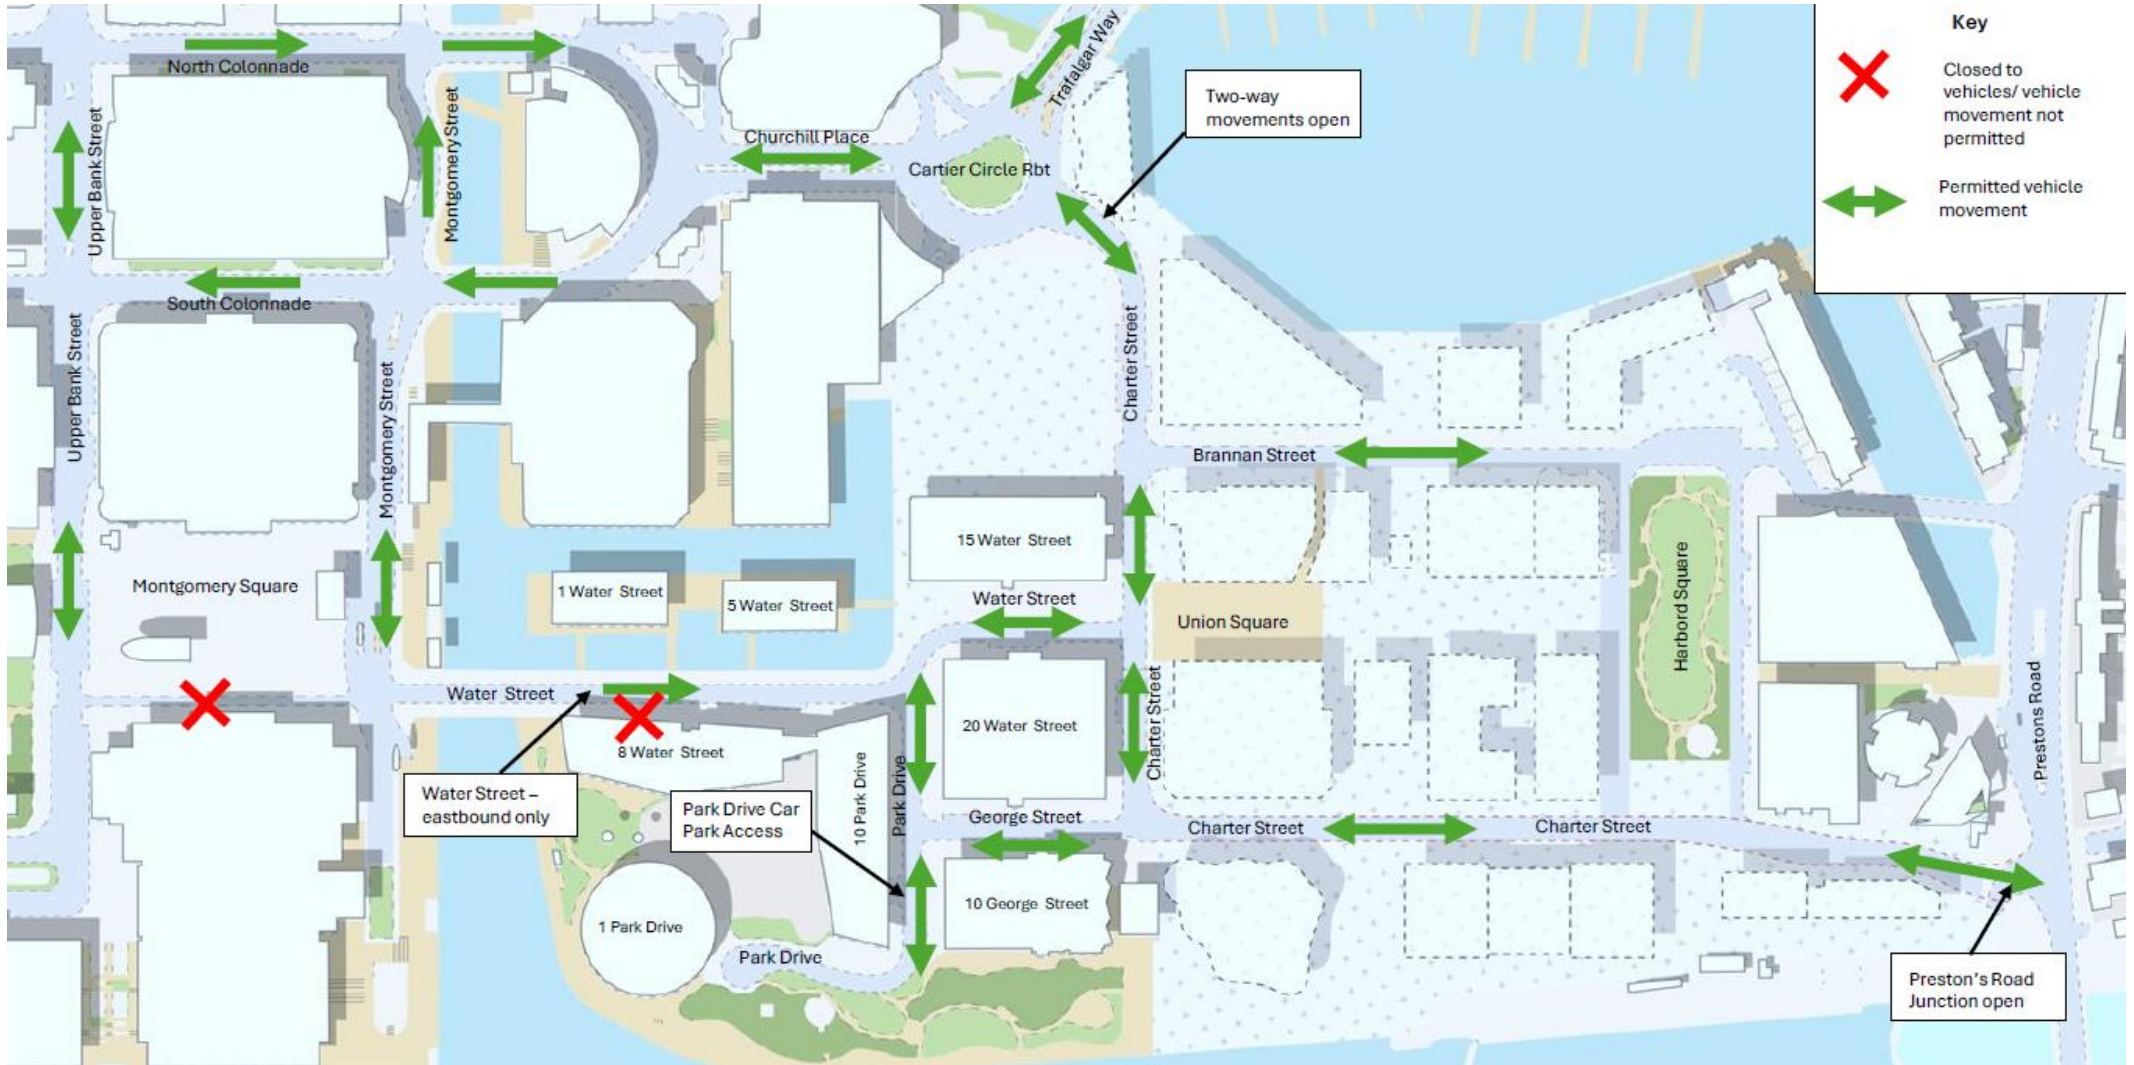 Key
Closed to
vehicles/ vehicle
movement not
permitted
Permitted vehicle
movement
North Colonnade
Trafalgar Way
Two-way
movements open
Upper Bank Street
Montgomery Street
Churchill Place
Cartier Circle Rbt
South Colonnade
Upper Bank Street
Montgomery Street
Charter Street
Brannan Street
15 Water Street
Montgomery Square
1 Water Street
5 Water Street
Water Street
Union Square
Harbord Square
Water Street
8 Water Street
20 Water Street
Charter Street
Prestons Road
Water Street –
eastbound only
Park Drive Car
Park Access
10 Park Drive
Park Drive
George Street
Charter Street
Charter Street
10 George Street
1 Park Drive
Park Drive
Preston's Road
Junction open